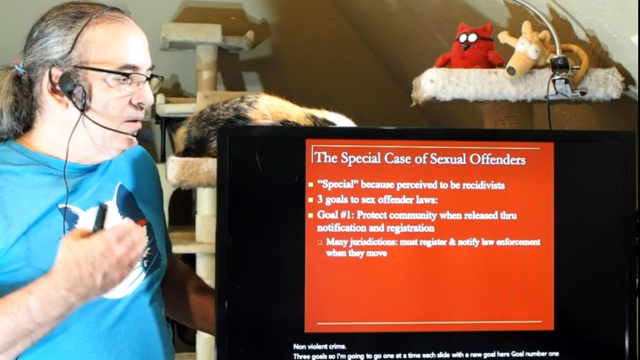 The Special Case of Sexual Offenders
“Special” because perceived to be recidivists
3 goals to sex offender laws:
Goal #1: Protect community when released thru
notification and registration
Many jurisdictions: must register & notify law enforcement
when they move
Non violent crime.
Three goals so I'm going to go one at a time each slide with a new goal here Goal number one